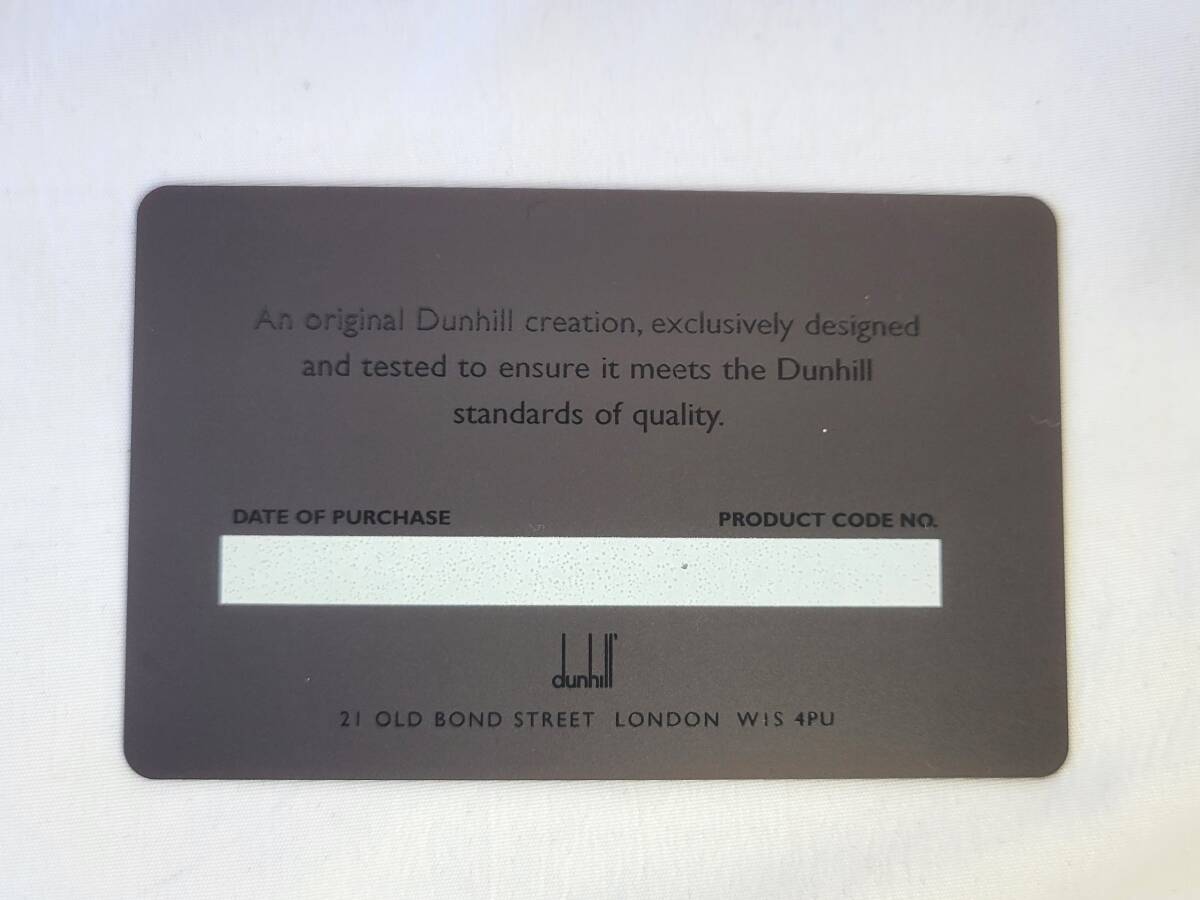 An original Dunhill creation, exclusively designed
and tested to ensure it meets the Dunhill
standards of quality.
DATE OF PURCHASE PRODUCT CODE NO.
dunhill
21 OLD BOND STREET LONDON W1S 4PU